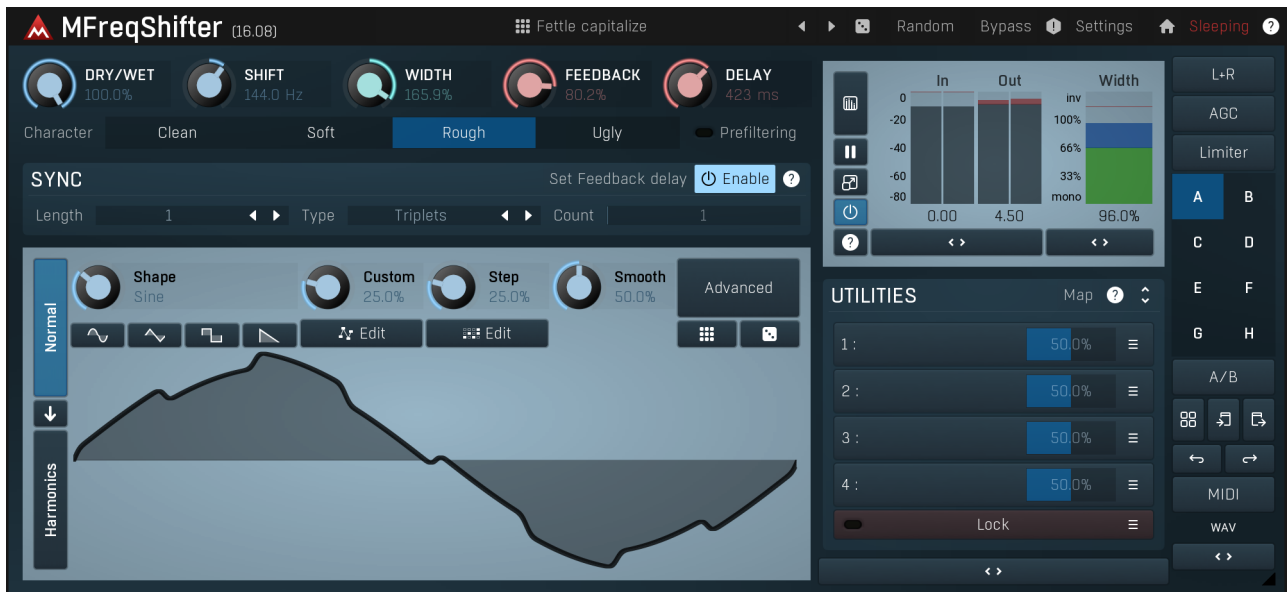 MFreqShifter (16.08) Fettle capitalize Random Bypass Settings Sleeping ?
DRY/WET 100.0% SHIFT 144.0 Hz WIDTH 165.9% FEEDBACK 80.2% DELAY 423 ms
Character Clean Soft Rough Ugly Prefiltering
SYNC Set Feedback delay Enable ?
Length 1 Type Triplets Count 1
Normal
Harmonics
Shape Sine Custom 25.0% Step 25.0% Smooth 50.0% Advanced
Edit Edit
In Out Width
0 -20 -40 -60 -80
inv 100% 66% 33% mono
0.00 4.50 96.0%
?
UTILITIES Map ?
1 : 50.0%
2 : 50.0%
3 : 50.0%
4 : 50.0%
Lock
L+R
AGC
Limiter
A B
C D
E F
G H
A/B
MIDI
WAV